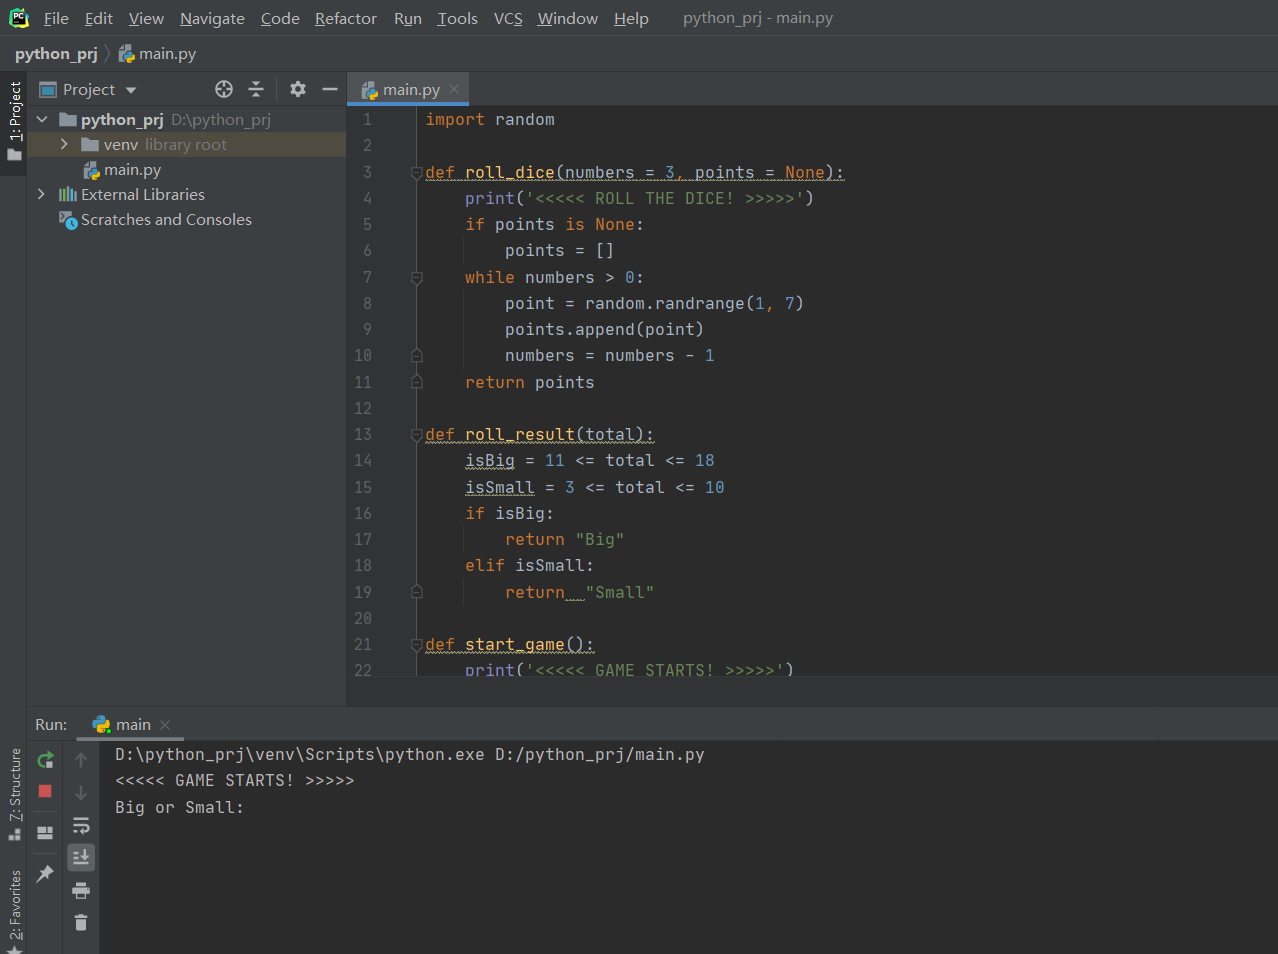 PC File Edit View Navigate Code Refactor Run Tools VCS Window Help python_prj - main.py
python_prj main.py
1: Project
Project
python_prj D:\python_prj
venv library root
main.py
External Libraries
Scratches and Consoles
main.py
1 import random
2
3 def roll_dice(numbers = 3, points = None):
4 print('<<<<< ROLL THE DICE! >>>>>')
5 if points is None:
6 points = []
7 while numbers > 0:
8 point = random.randrange(1, 7)
9 points.append(point)
10 numbers = numbers - 1
11 return points
12
13 def roll_result(total):
14 isBig = 11 <= total <= 18
15 isSmall = 3 <= total <= 10
16 if isBig:
17 return "Big"
18 elif isSmall:
19 return  "Small"
20
21 def start_game():
22 print('<<<<< GAME STARTS! >>>>>')
Run: main
7: Structure
2: Favorites
D:\python_prj\venv\Scripts\python.exe D:/python_prj/main.py
<<<<< GAME STARTS! >>>>>
Big or Small: